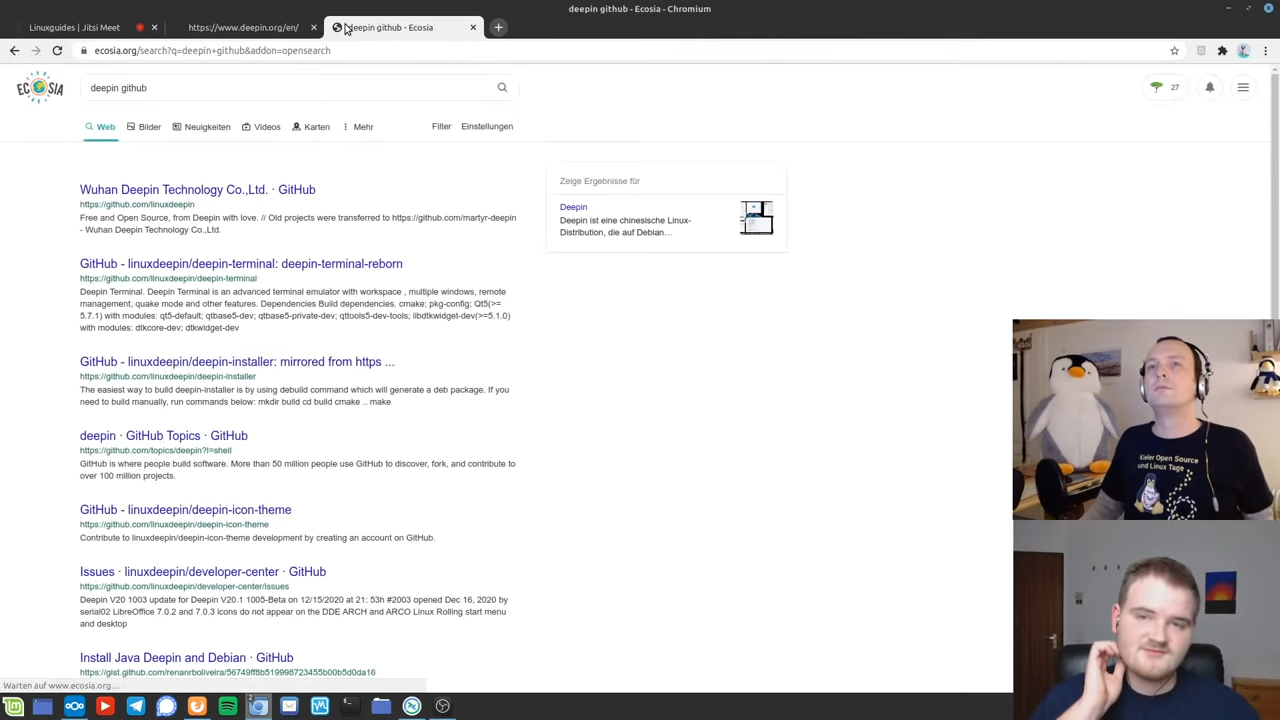 deepin github - Ecosia - Chromium
Linuxguides | Jitsi Meet
https://www.deepin.org/en/
deepin github - Ecosia
ecosia.org/search?q=deepin+github&addon=opensearch
ECOSIA
deepin github
27
Web
Bilder
Neuigkeiten
Videos
Karten
Mehr
Filter
Einstellungen
Wuhan Deepin Technology Co.,Ltd. · GitHub
https://github.com/linuxdeepin
Free and Open Source, from Deepin with love. // Old projects were transferred to https://github.com/martyr-deepin
- Wuhan Deepin Technology Co.,Ltd.
GitHub - linuxdeepin/deepin-terminal: deepin-terminal-reborn
https://github.com/linuxdeepin/deepin-terminal
Deepin Terminal. Deepin Terminal is an advanced terminal emulator with workspace , multiple windows, remote
management, quake mode and other features. Dependencies Build dependencies. cmake; pkg-config; Qt5(>=
5.7.1) with modules: qt5-default; qtbase5-dev; qtbase5-private-dev; qttools5-dev-tools; libdtkwidget-dev(>=5.1.0)
with modules: dtkcore-dev; dtkwidget-dev
GitHub - linuxdeepin/deepin-installer: mirrored from https ...
https://github.com/linuxdeepin/deepin-installer
The easiest way to build deepin-installer is by using debuild command which will generate a deb package. If you
need to build manually, run commands below: mkdir build cd build cmake .. make
deepin · GitHub Topics · GitHub
https://github.com/topics/deepin?l=shell
GitHub is where people build software. More than 50 million people use GitHub to discover, fork, and contribute to
over 100 million projects.
GitHub - linuxdeepin/deepin-icon-theme
https://github.com/linuxdeepin/deepin-icon-theme
Contribute to linuxdeepin/deepin-icon-theme development by creating an account on GitHub.
Issues · linuxdeepin/developer-center · GitHub
https://github.com/linuxdeepin/developer-center/issues
Deepin V20 1003 update for Deepin V20.1 1005-Beta on 12/15/2020 at 21: 53h #2003 opened Dec 16, 2020 by
serial02 LibreOffice 7.0.2 and 7.0.3 icons do not appear on the DDE ARCH and ARCO Linux Rolling start menu
and desktop
Install Java Deepin and Debian · GitHub
https://gist.github.com/renanrboliveira/56749ff8b519998723455b00b5d0da16
Zeige Ergebnisse für
Deepin
Deepin ist eine chinesische Linux-
Distribution, die auf Debian…
Kieler Open Source
und Linux Tage
Warten auf www.ecosia.org…
2